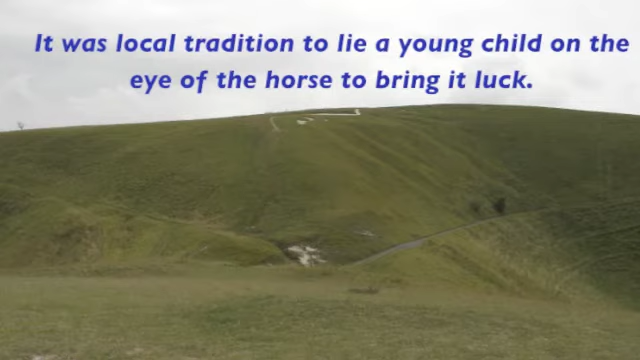 It was local tradition to lie a young child on the
eye of the horse to bring it luck.